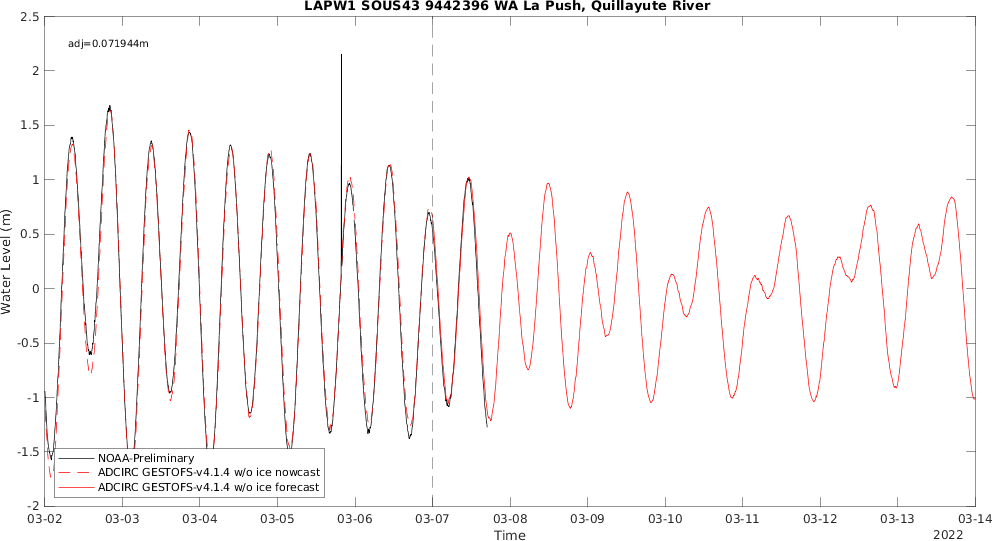 LAPW1 SOUS43 9442396 WA La Push, Quillayute River
adj=0.071944m
2.5
2
1.5
1
0.5
0
-0.5
-1
-1.5
-2
Water Level (m)
NOAA-Preliminary
ADCIRC GESTOFS-v4.1.4 w/o ice nowcast
ADCIRC GESTOFS-v4.1.4 w/o ice forecast
03-02 03-03 03-04 03-05 03-06 03-07 03-08 03-09 03-10 03-11 03-12 03-13 03-14
Time
2022